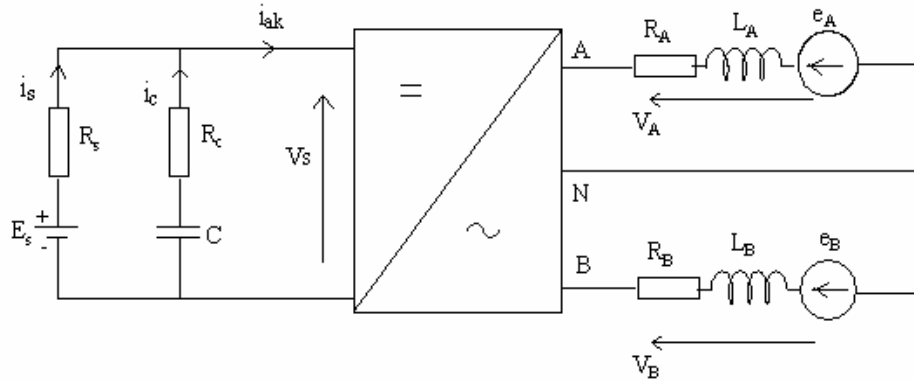 i_ak
A
R_A
L_A
e_A
i_s
i_c
=
V_A
R_s
R_c
V_S
N
E_s
+
-
C
~
B
R_B
L_B
e_B
V_B